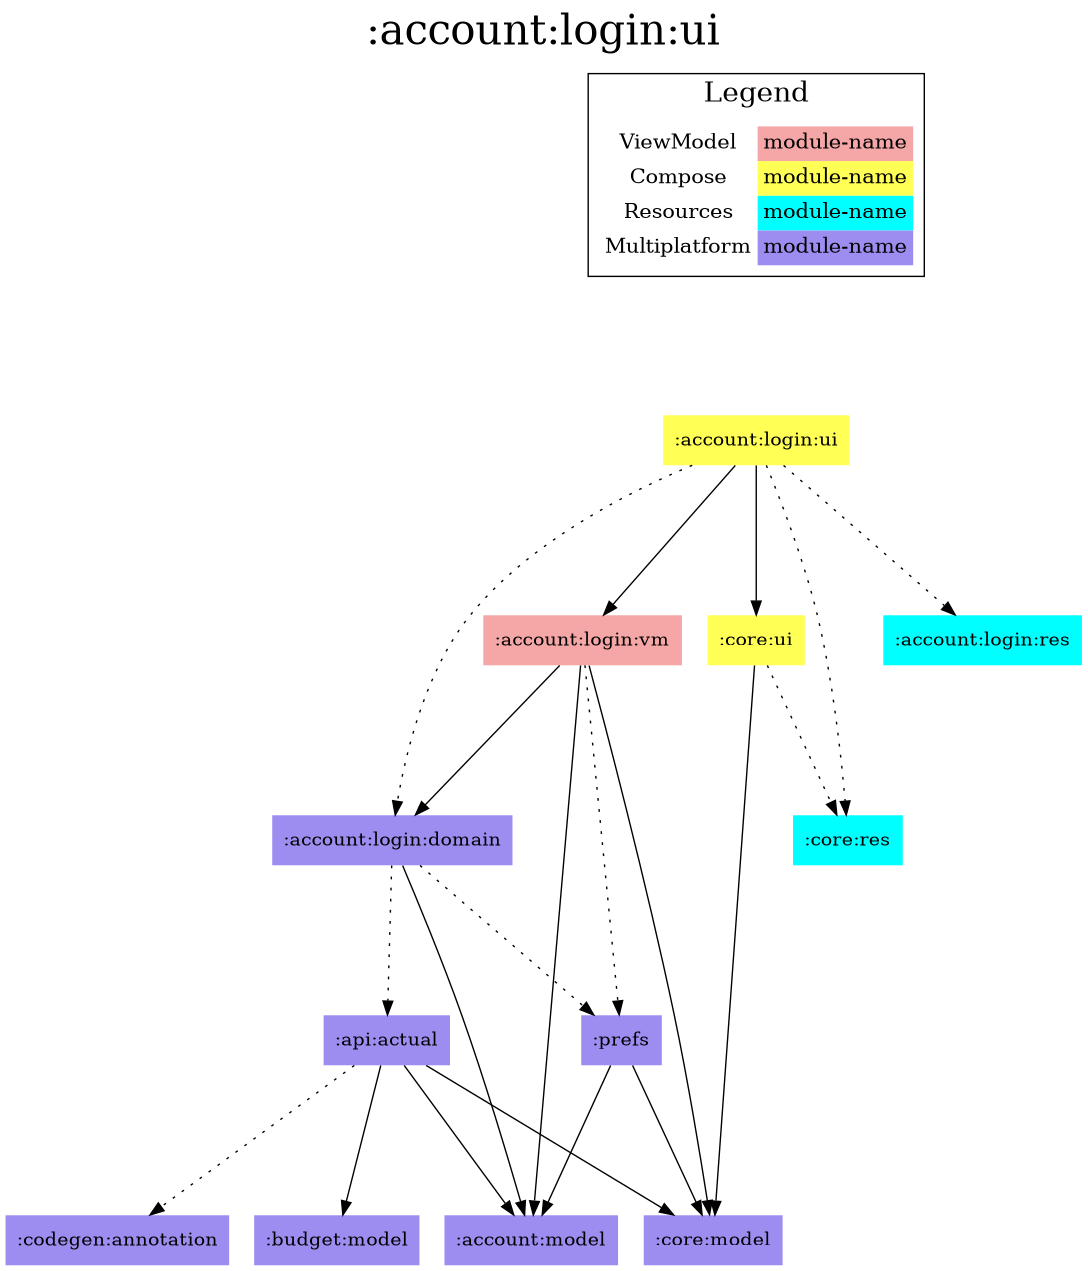 :account:login:ui
Legend
ViewModel module-name
Compose module-name
Resources module-name
Multiplatform module-name
:account:login:ui
:account:login:vm :core:ui :account:login:res
:account:login:domain :core:res
:api:actual :prefs
:codegen:annotation :budget:model :account:model :core:model